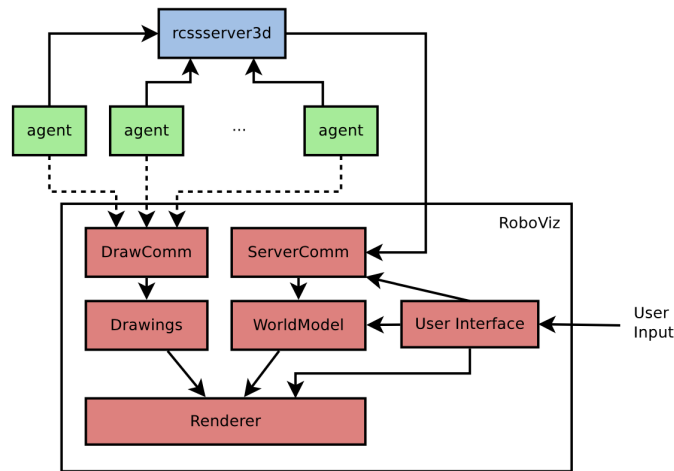 rcssserver3d
agent
agent
...
agent
RoboViz
DrawComm
ServerComm
Drawings
WorldModel
User Interface
User
Input
Renderer